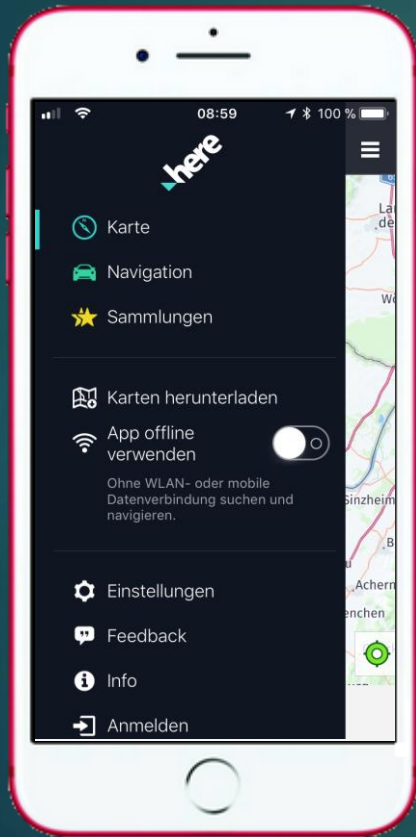 08:59
100 %
here
Karte
Navigation
Sammlungen
Karten herunterladen
App offline
verwenden
Ohne WLAN- oder mobile
Datenverbindung suchen und
navigieren.
Sinzheim
Achern
Einstellungen
Feedback
Info
Anmelden